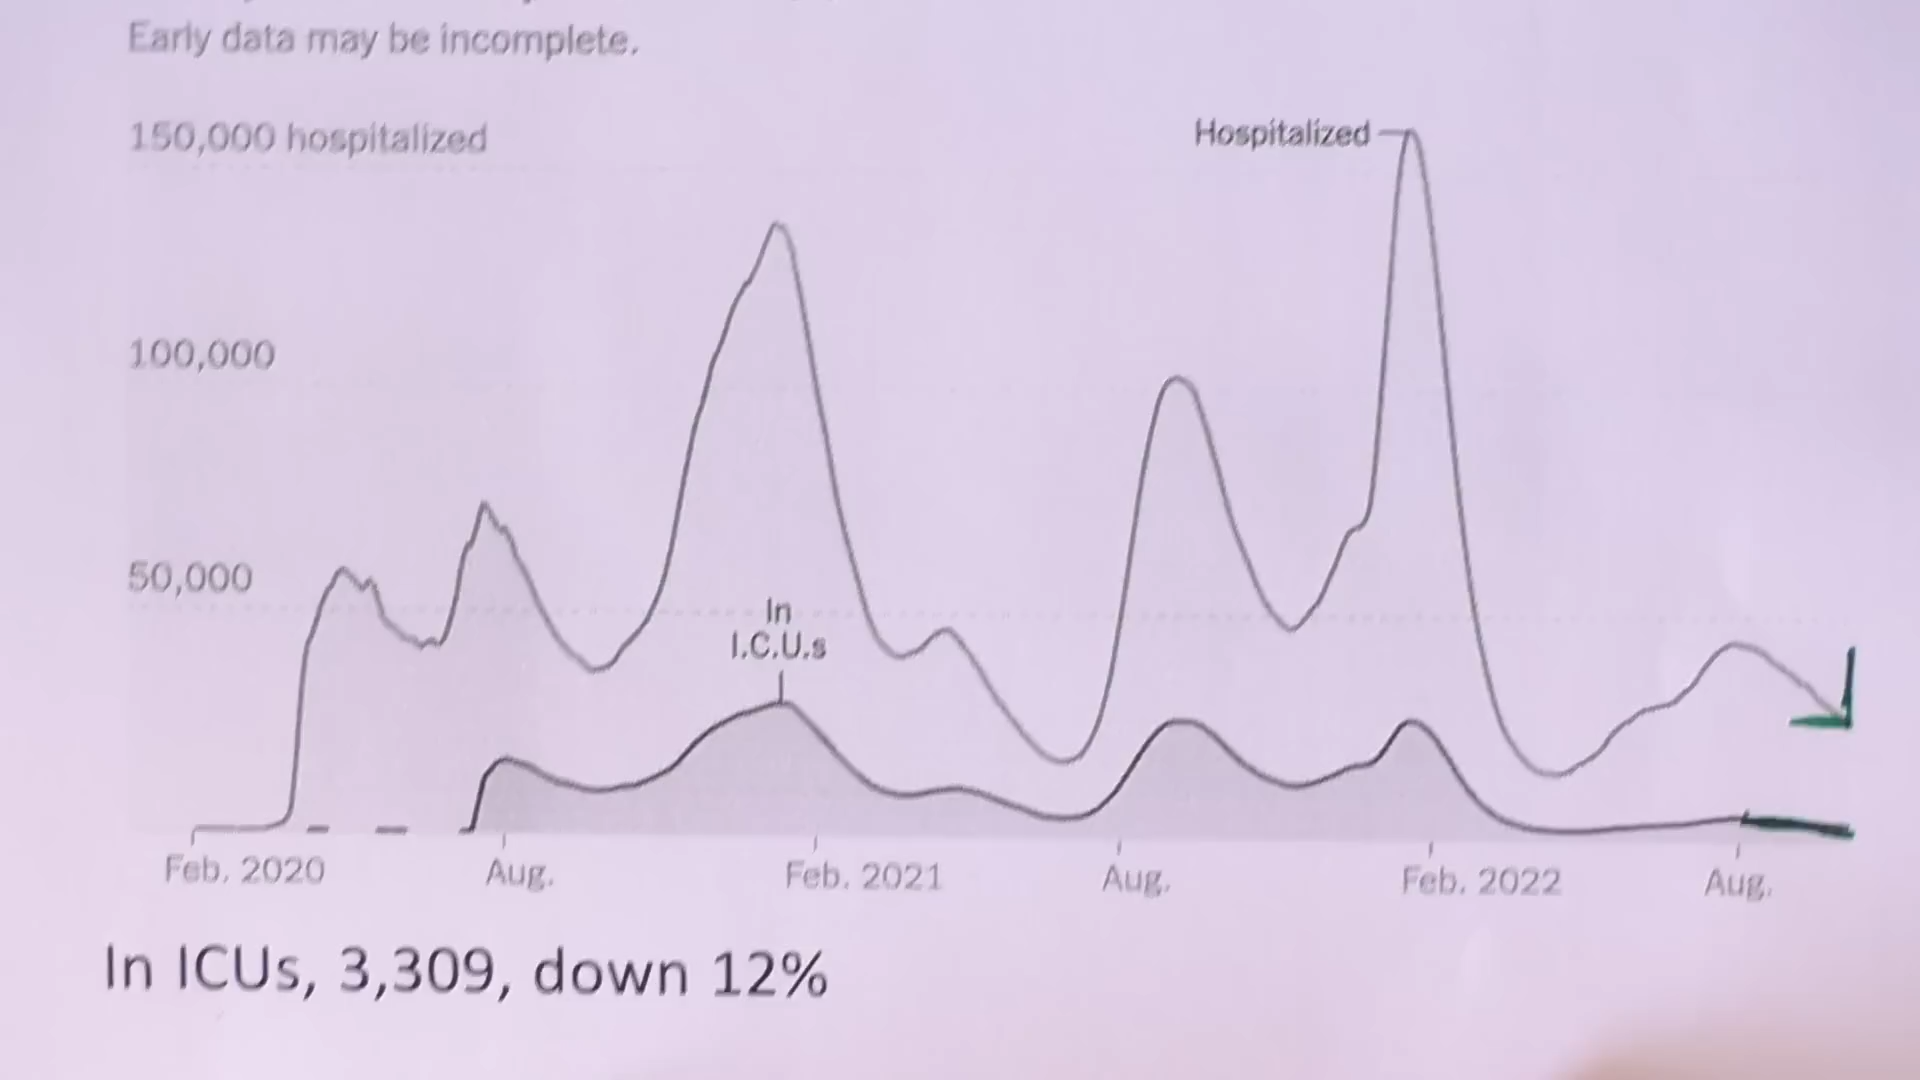 Early data may be incomplete.
150,000 hospitalized
Hospitalized
100,000
50,000
In
I.C.U.s
Feb. 2020
Aug.
Feb. 2021
Aug.
Feb. 2022
Aug.
In ICUs, 3,309, down 12%